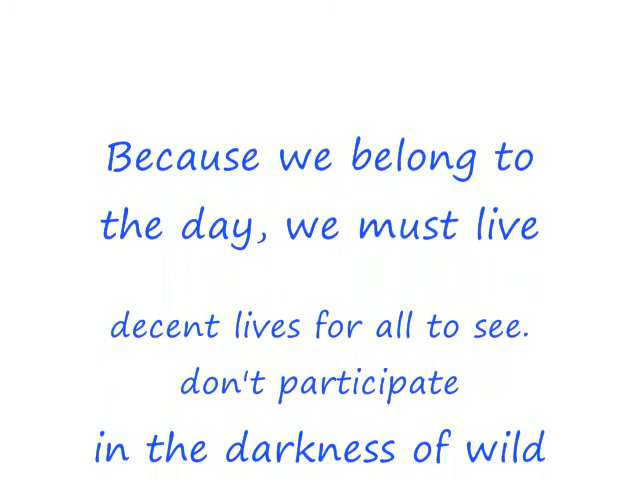 Because we belong to
the day, we must live
decent lives for all to see.
don't participate
in the darkness of wild